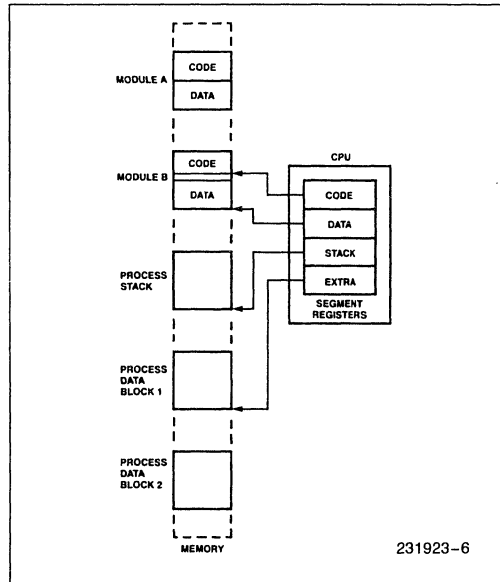 CODE
MODULE A
DATA
CPU
CODE
MODULE B
DATA
CODE
DATA
STACK
EXTRA
SEGMENT
REGISTERS
PROCESS
STACK
PROCESS
DATA
BLOCK 1
PROCESS
DATA
BLOCK 2
MEMORY
231923-6